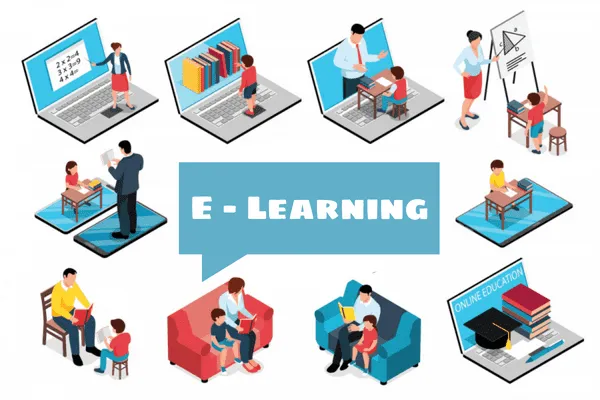 2 x 2=4
3 x 3=9
4 x 4=
E - Learning
ONLINE EDUCATION